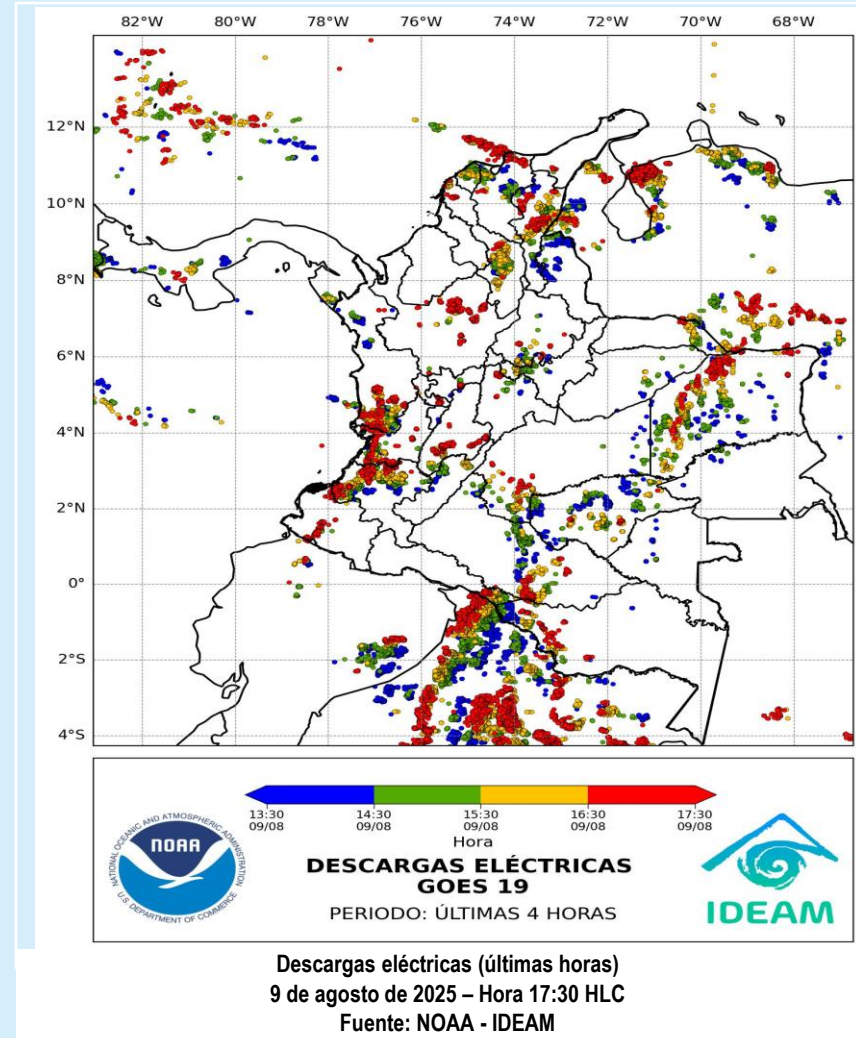 82°W 80°W 78°W 76°W 74°W 72°W 70°W 68°W
12°N
10°N
8°N
6°N
4°N
2°N
0°
2°S
4°S
13:30 14:30 15:30 16:30 17:30
09/08 09/08 09/08 09/08 09/08
Hora
DESCARGAS ELÉCTRICAS
GOES 19
PERIODO: ÚLTIMAS 4 HORAS
NATIONAL OCEANIC AND ATMOSPHERIC ADMINISTRATION
NOAA
U.S. DEPARTMENT OF COMMERCE
IDEAM
Descargas eléctricas (últimas horas)
9 de agosto de 2025 – Hora 17:30 HLC
Fuente: NOAA - IDEAM